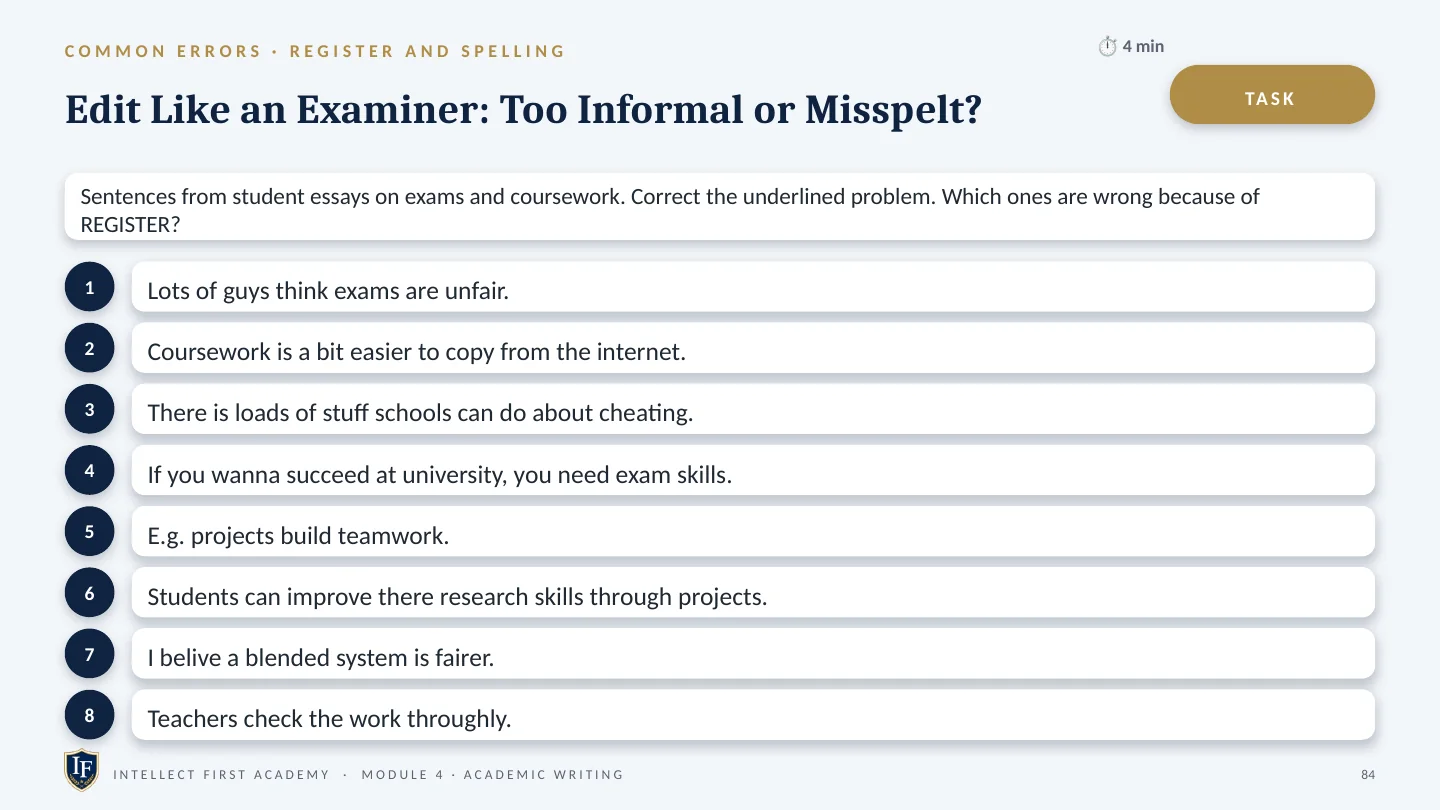 COMMON ERRORS · REGISTER AND SPELLING
⏱ 4 min
TASK
Edit Like an Examiner: Too Informal or Misspelt?
Sentences from student essays on exams and coursework. Correct the underlined problem. Which ones are wrong because of
REGISTER?
1 Lots of guys think exams are unfair.
2 Coursework is a bit easier to copy from the internet.
3 There is loads of stuff schools can do about cheating.
4 If you wanna succeed at university, you need exam skills.
5 E.g. projects build teamwork.
6 Students can improve there research skills through projects.
7 I belive a blended system is fairer.
8 Teachers check the work throughly.
IF
INTELLECT FIRST ACADEMY · MODULE 4 · ACADEMIC WRITING
84